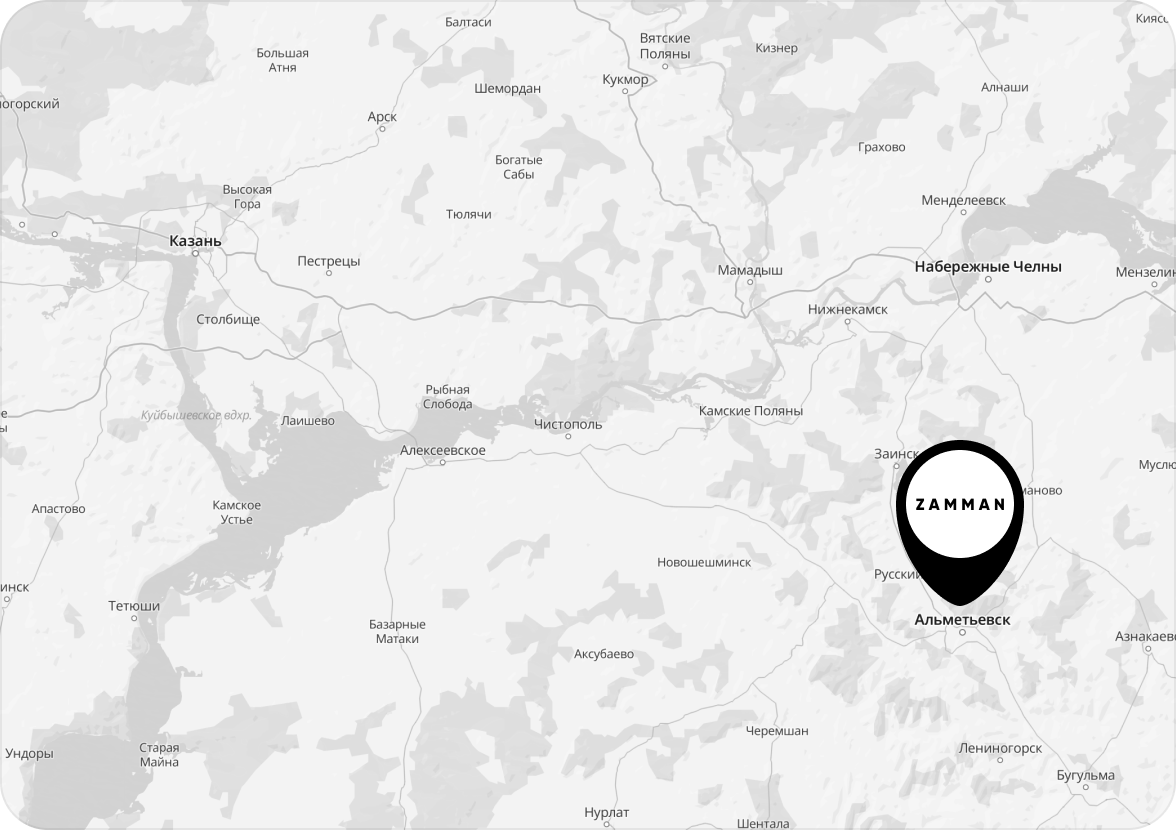 Балтаси
Киясо
Вятские
Поляны
Кизнер
Большая
Атня
Кукмор
Шемордан
Алнаши
ногорский
Арск
Грахово
Богатые
Сабы
Высокая
Гора
Менделеевск
Тюлячи
Казань
Пестрецы
Мамадыш
Набережные Челны
Мензелин
Столбище
Нижнекамск
Рыбная
Слобода
Куйбышевское вдхр.
Лаишево
Камские Поляны
Чистополь
е
ы
Алексеевское
Заинск
Муслю
маново
ZAMMAN
Апастово
Камское
Устье
Новошешминск
Русский
инск
Тетюши
Альметьевск
Базарные
Матаки
Азнакаево
Аксубаево
Черемшан
Ундоры
Старая
Майна
Лениногорск
Бугульма
Нурлат
Шентала